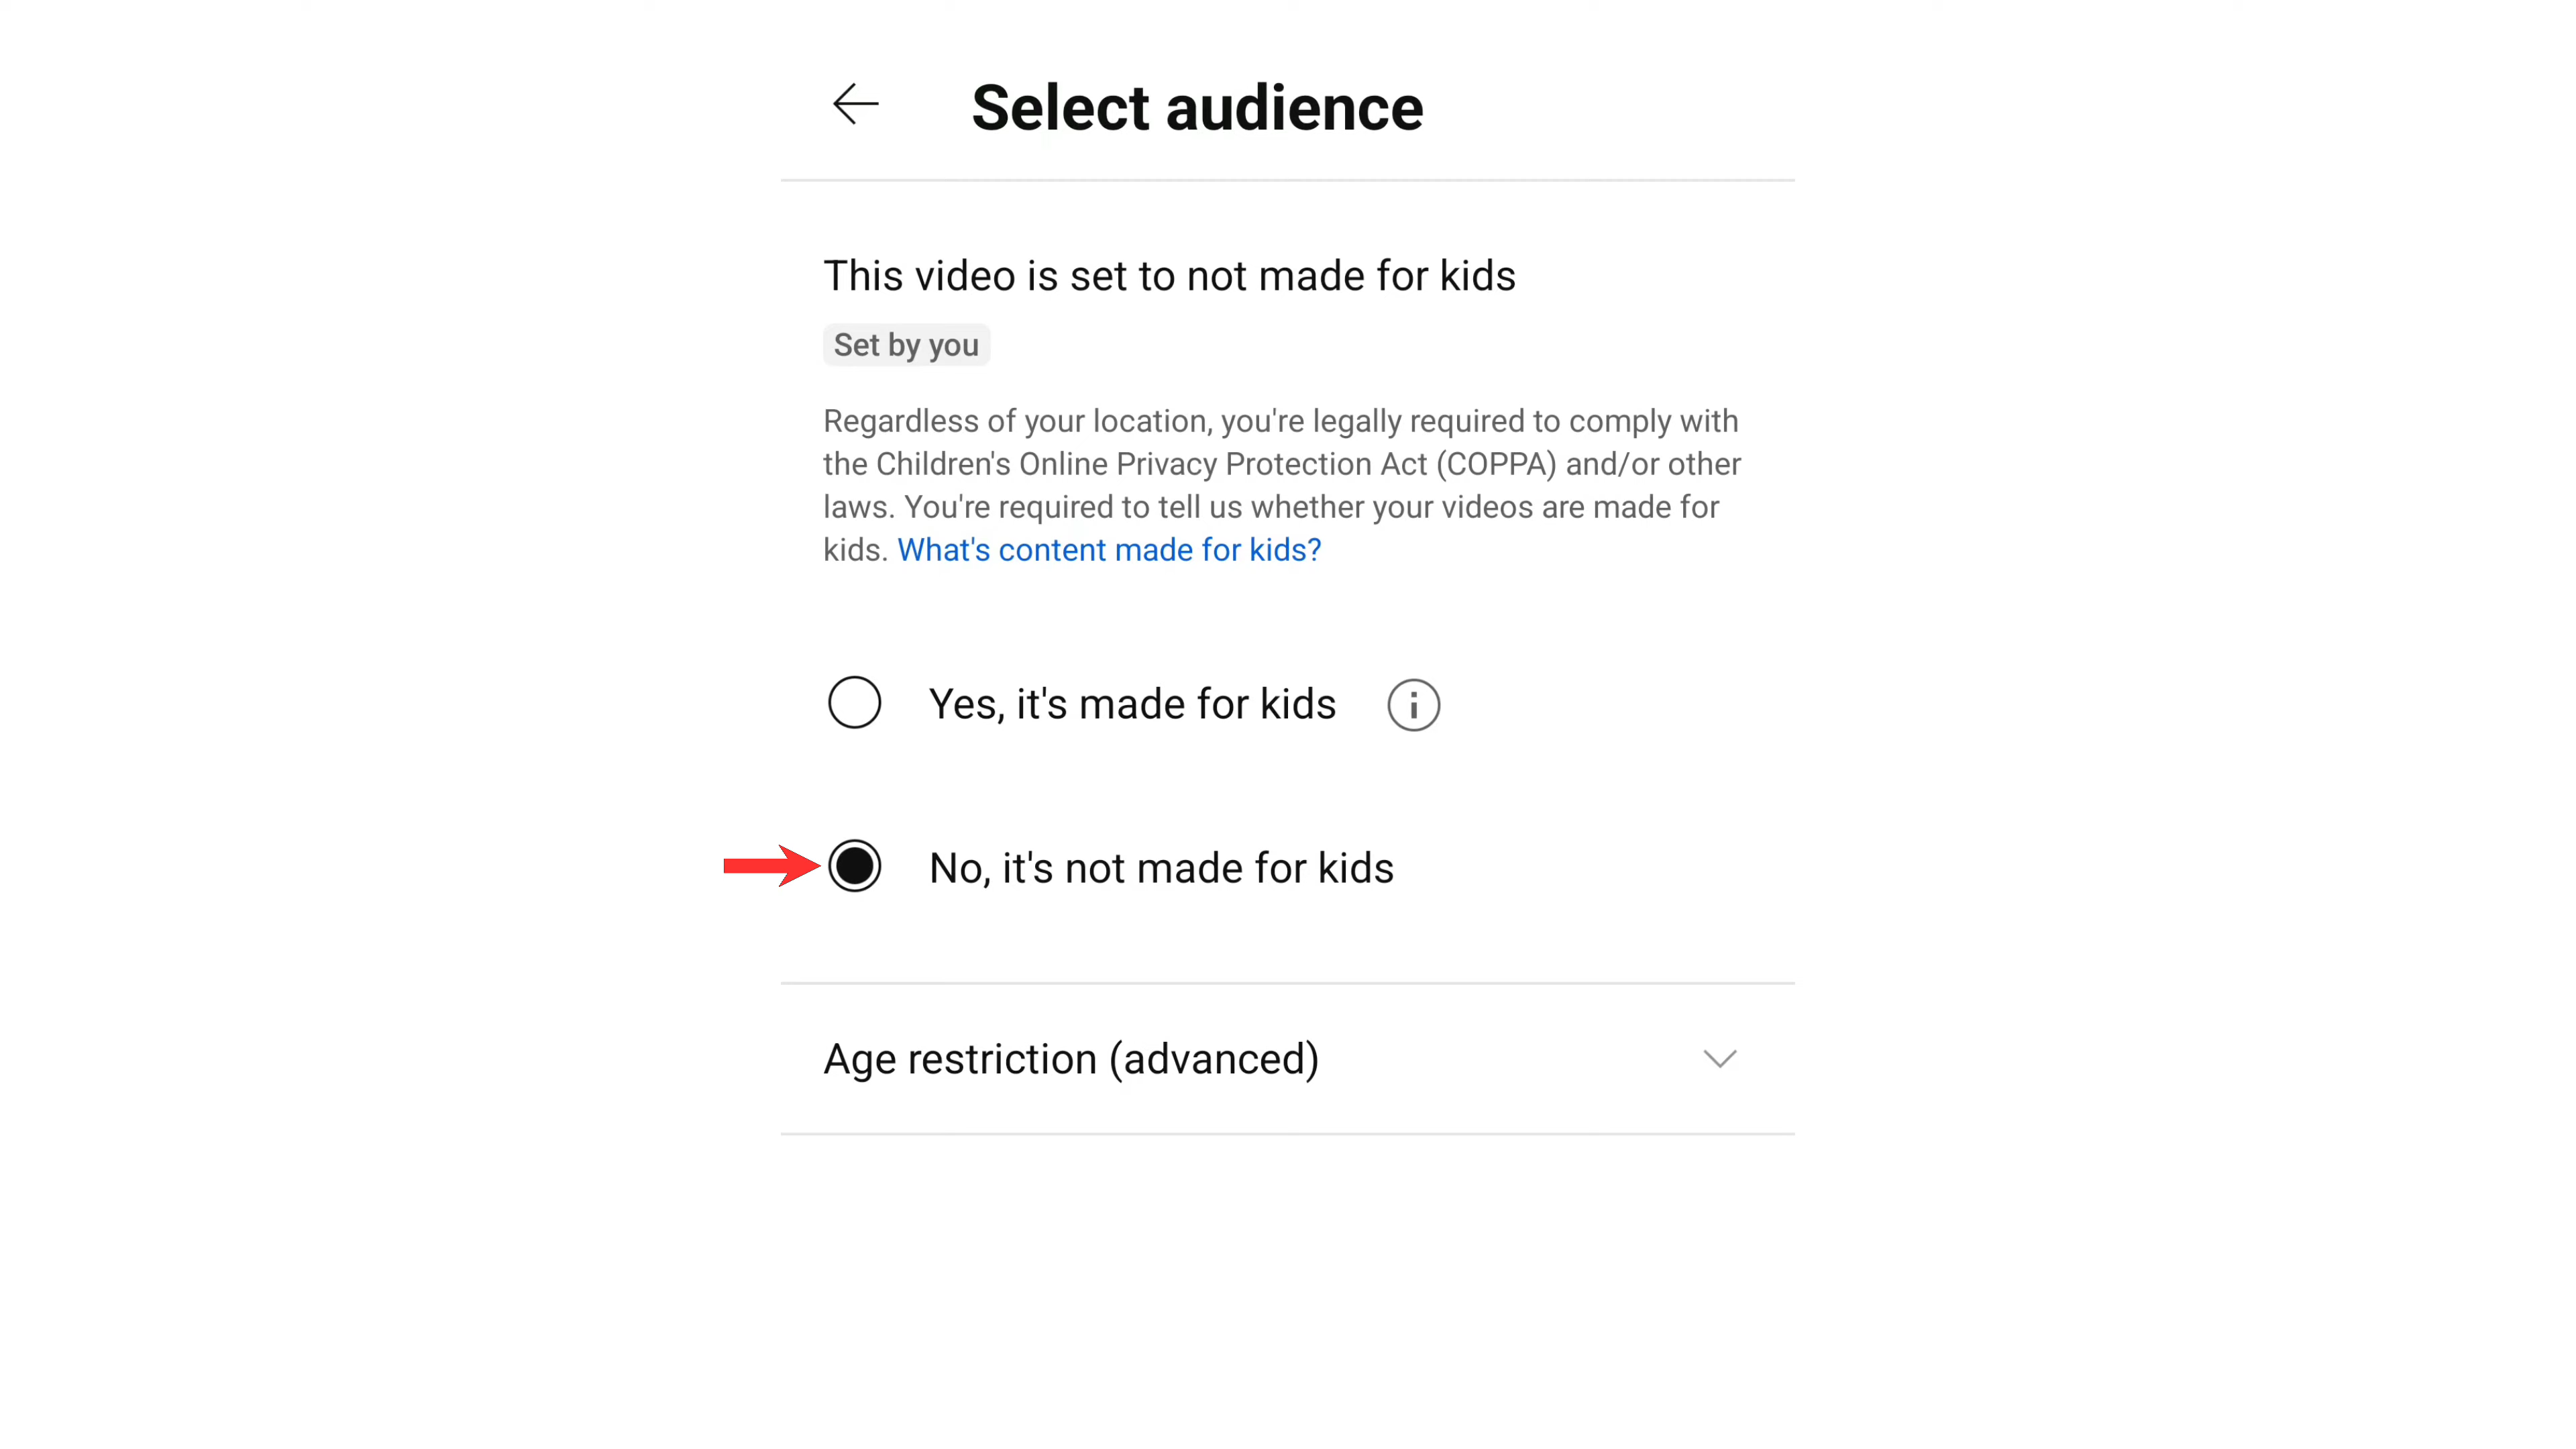 Select audience
This video is set to not made for kids
Set by you
Regardless of your location, you're legally required to comply with
the Children's Online Privacy Protection Act (COPPA) and/or other
laws. You're required to tell us whether your videos are made for
kids. What's content made for kids?
Yes, it's made for kids
No, it's not made for kids
Age restriction (advanced)